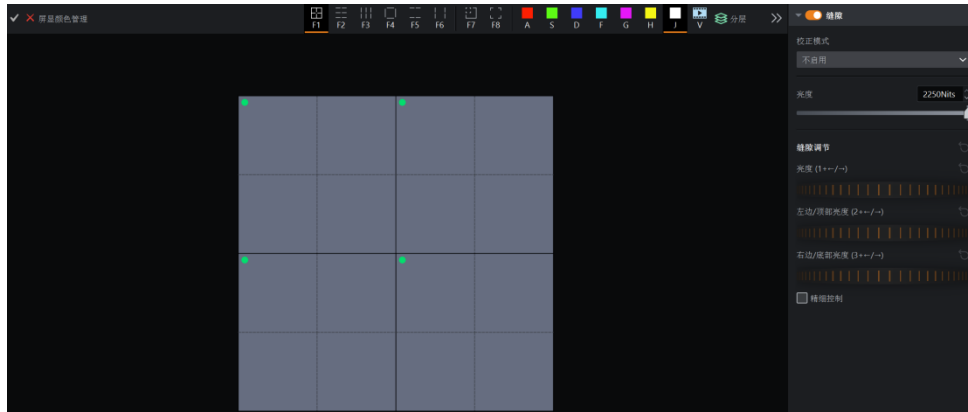 屏显颜色管理
F1 F2 F3 F4 F5 F6 F7 F8 A S D F G H J V 分层
缝隙
校正模式
不启用
亮度 2250Nits
缝隙调节
亮度 (1+←/→)
左边/顶部亮度 (2+←/→)
右边/底部亮度 (3+←/→)
精细控制